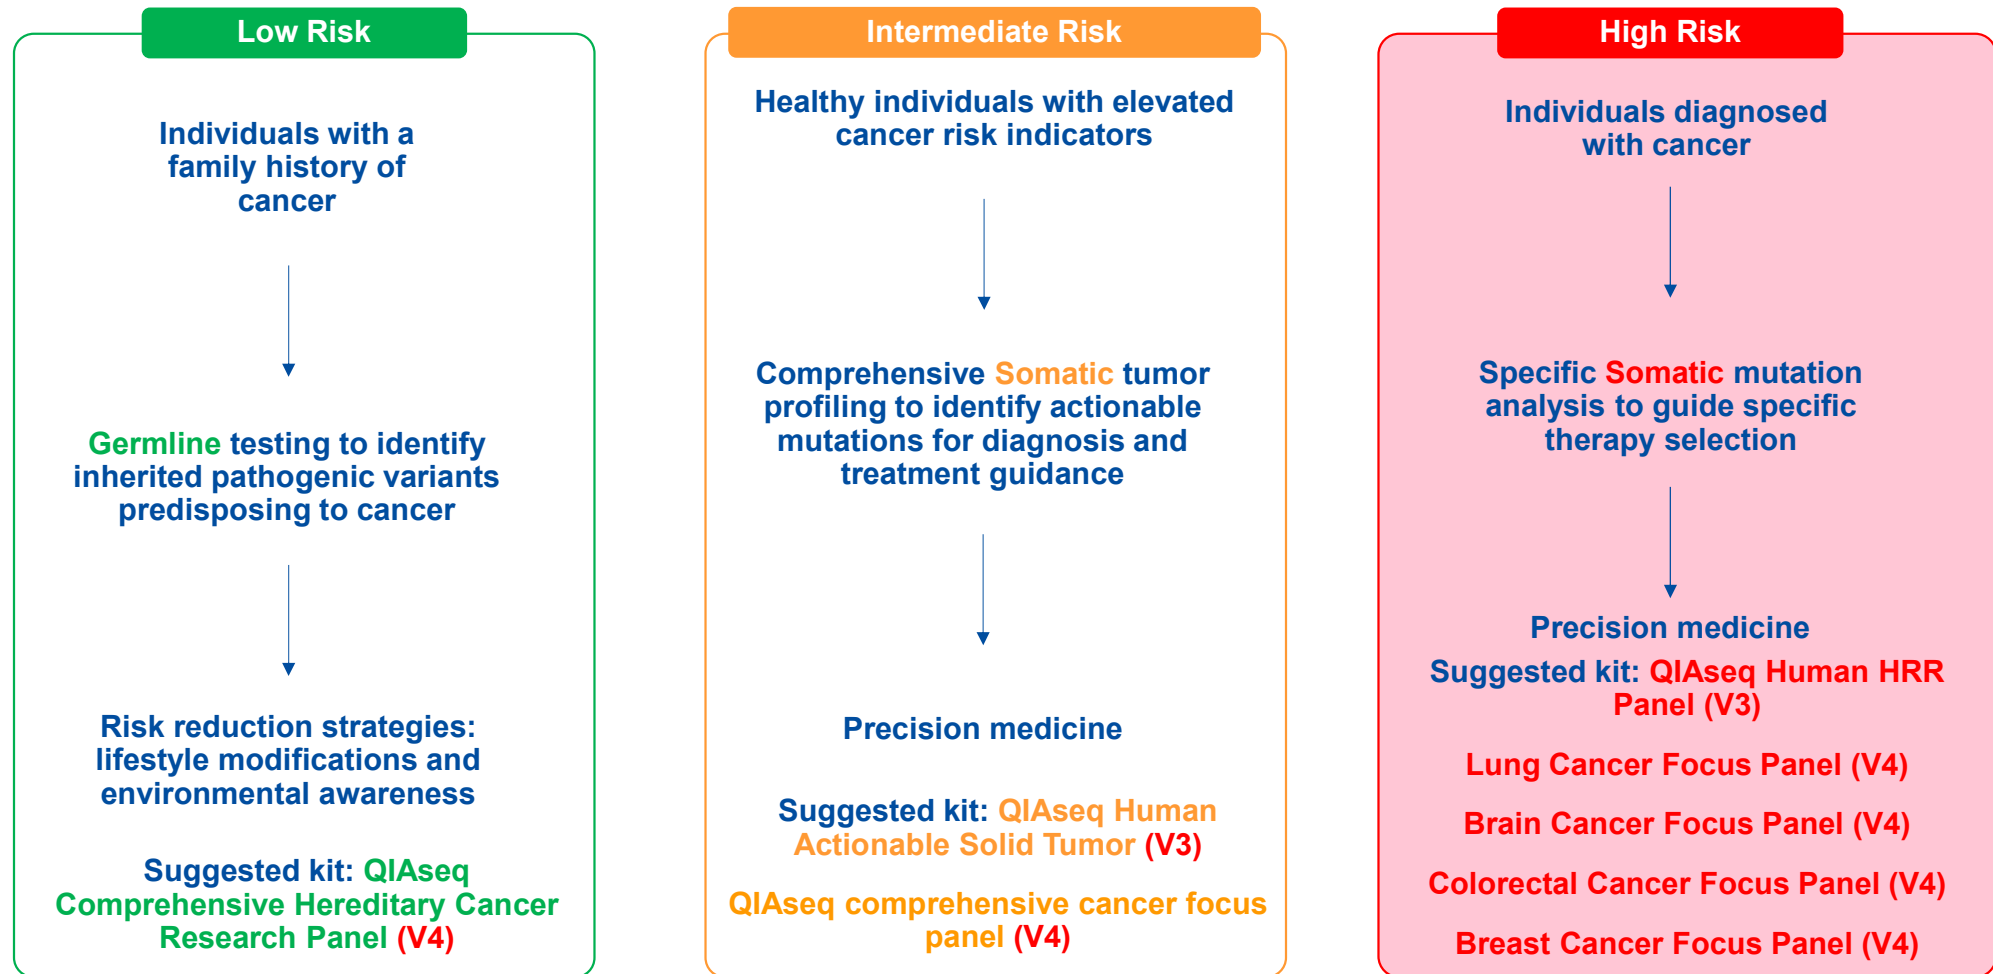 Low Risk
Individuals with a
family history of
cancer
Germline testing to identify
inherited pathogenic variants
predisposing to cancer
Risk reduction strategies:
lifestyle modifications and
environmental awareness
Suggested kit: QIAseq
Comprehensive Hereditary Cancer
Research Panel (V4)
Intermediate Risk
Healthy individuals with elevated
cancer risk indicators
Comprehensive Somatic tumor
profiling to identify actionable
mutations for diagnosis and
treatment guidance
Precision medicine
Suggested kit: QIAseq Human
Actionable Solid Tumor (V3)
QIAseq comprehensive cancer focus
panel (V4)
High Risk
Individuals diagnosed
with cancer
Specific Somatic mutation
analysis to guide specific
therapy selection
Precision medicine
Suggested kit: QIAseq Human HRR
Panel (V3)
Lung Cancer Focus Panel (V4)
Brain Cancer Focus Panel (V4)
Colorectal Cancer Focus Panel (V4)
Breast Cancer Focus Panel (V4)